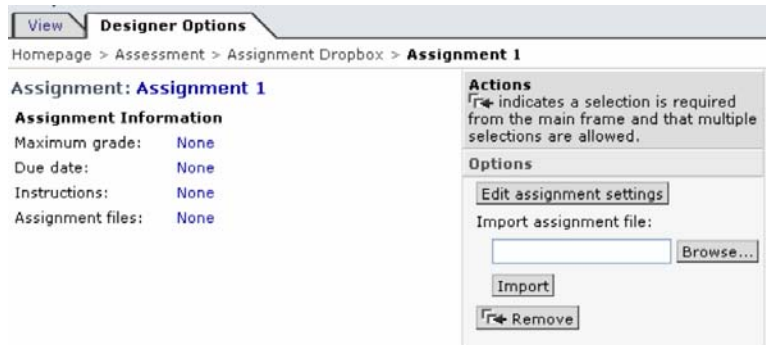 View Designer Options
Homepage > Assessment > Assignment Dropbox > Assignment 1
Assignment: Assignment 1
Assignment Information
Maximum grade: None
Due date: None
Instructions: None
Assignment files: None
Actions
indicates a selection is required
from the main frame and that multiple
selections are allowed.
Options
Edit assignment settings
Import assignment file:
Browse...
Import
Remove